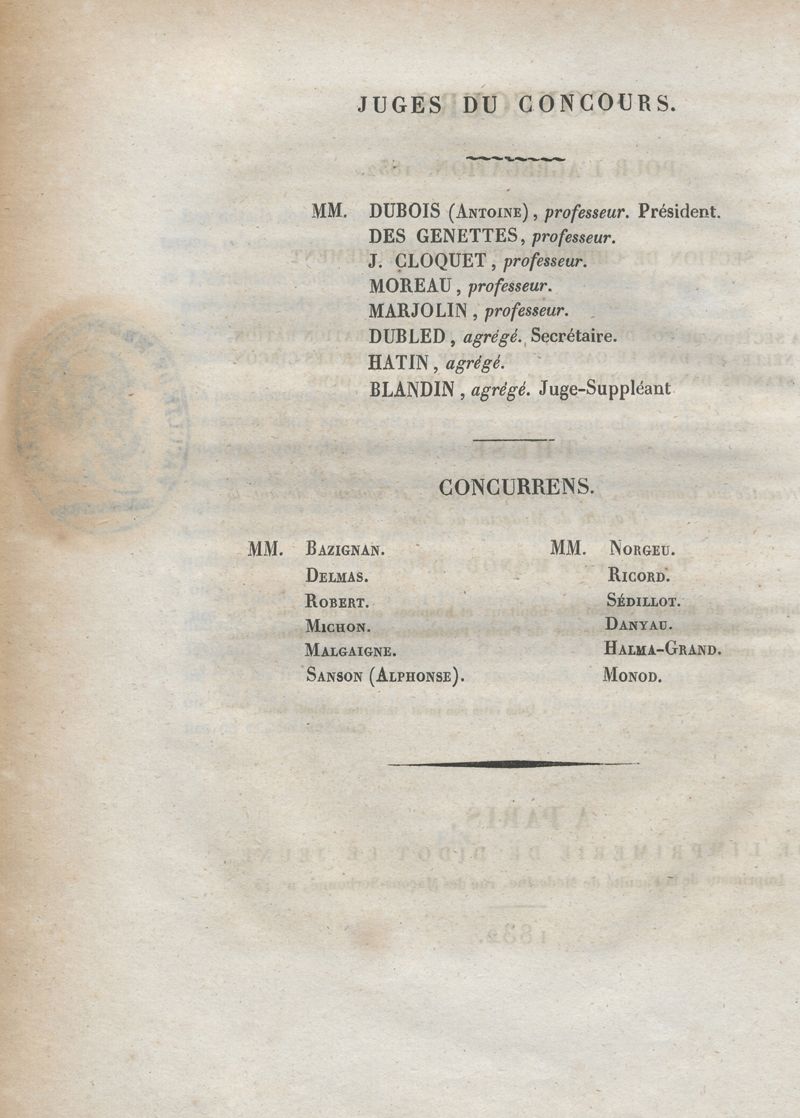 JUGES DU CONCOURS.
MM. DUBOIS (ANTOINE), professeur. Président.
DES GENETTES, professeur.
J. CLOQUET, professeur.
MOREAU, professeur.
MARJOLIN, professeur.
DUBLED, agrégé. Secrétaire.
HATIN, agrégé.
BLANDIN, agrégé. Juge-Suppléant
CONCURRENS.
MM. BAZIGNAN.
DELMAS.
ROBERT.
MICHON.
MALGAIGNE.
SANSON (ALPHONSE).
MM. NORGEU.
RICORD.
SÉDILLOT.
DANYAU.
HALMA-GRAND.
MONOD.